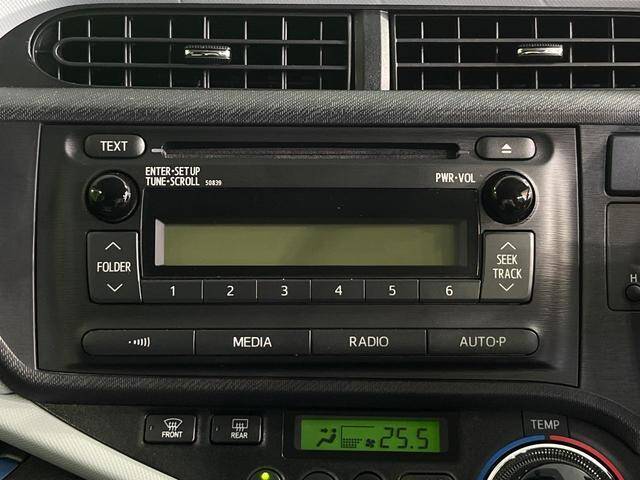 TEXT
ENTER·SETUP
TUNE·SCROLL 50839
PWR·VOL
FOLDER
SEEK
TRACK
1 2 3 4 5 6
MEDIA RADIO AUTO·P
FRONT REAR
25.5
TEMP
H